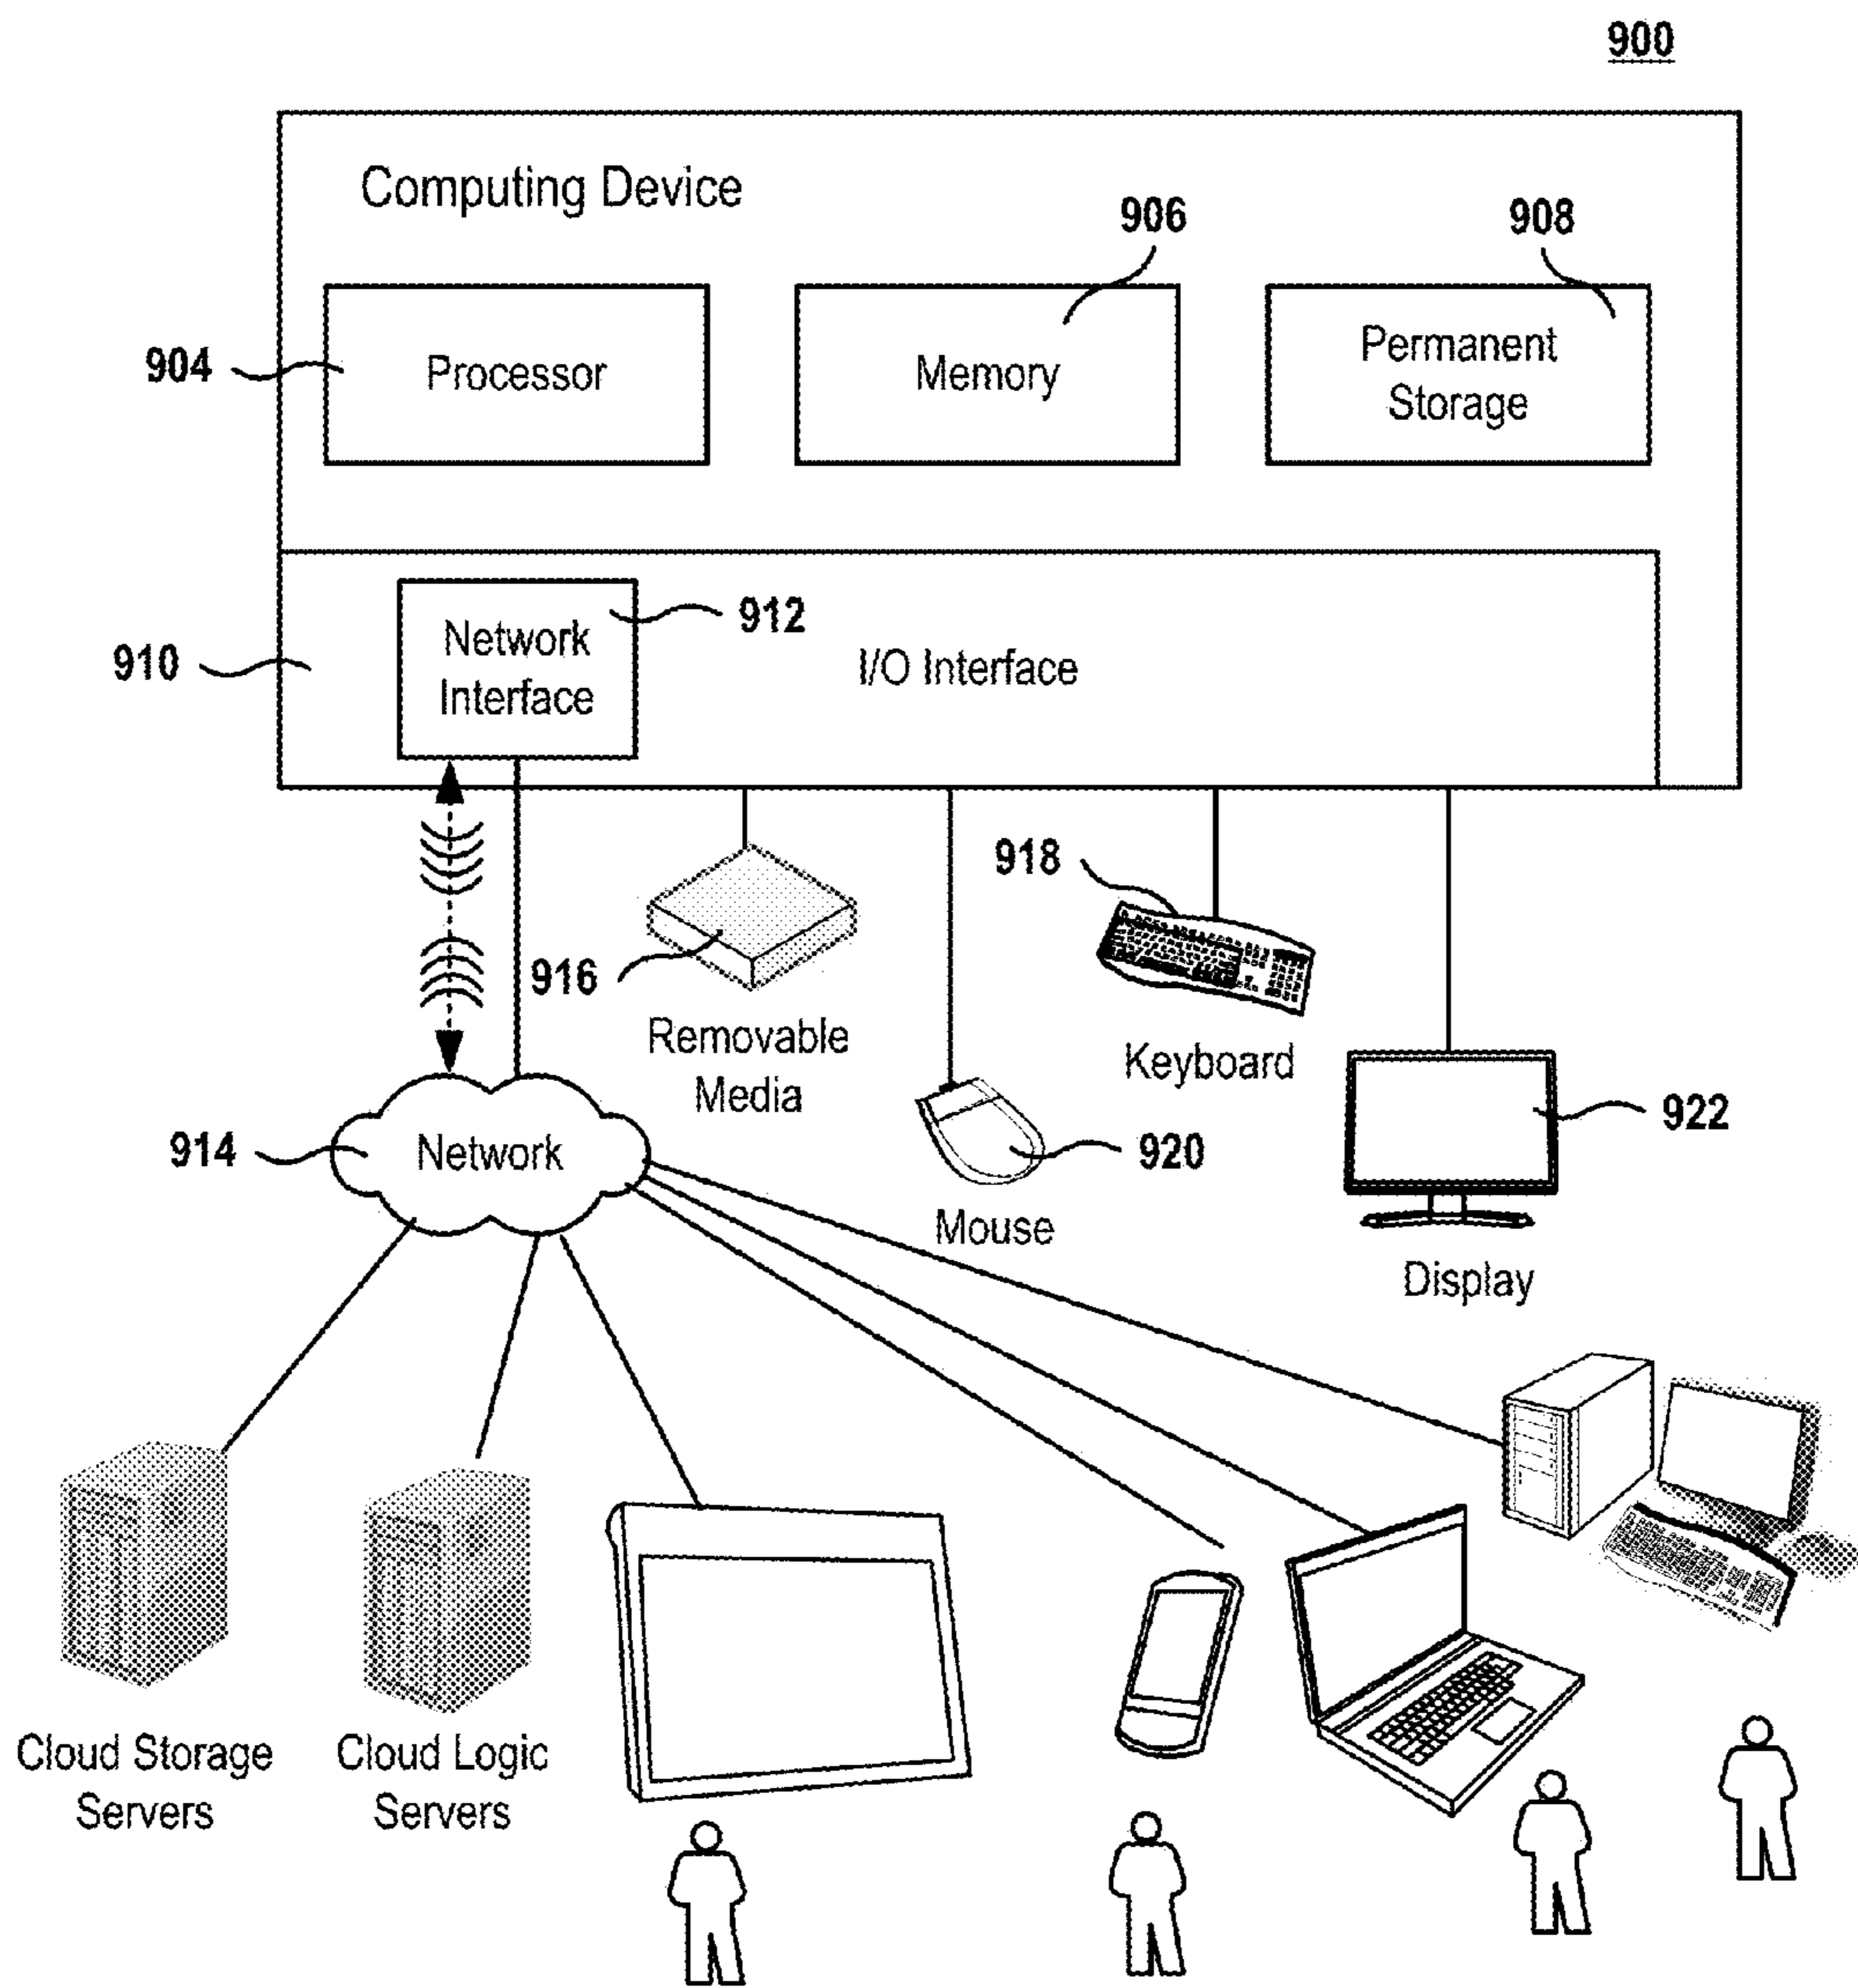 900
Computing Device
906
908
904
Processor
Memory
Permanent
Storage
912
Network
Interface
910
I/O Interface
918
916
Removable
Media
Keyboard
914
Network
920
922
Mouse
Display
Cloud Storage
Servers
Cloud Logic
Servers